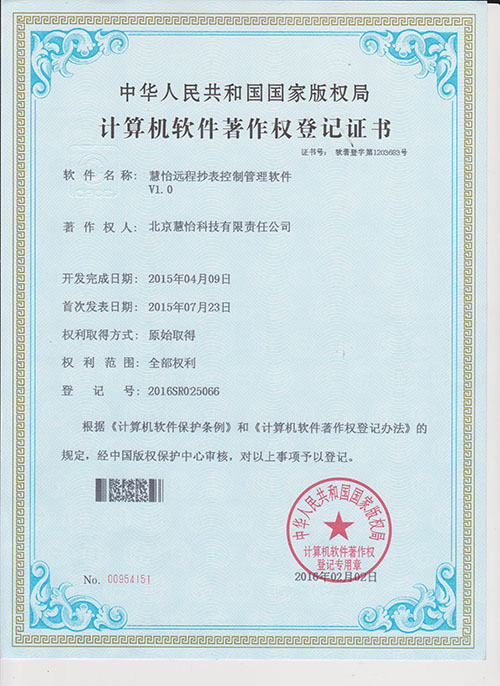 中华人民共和国国家版权局
计算机软件著作权登记证书
证书号： 软著登字第1203683号
软件名称： 慧怡远程抄表控制管理软件
V1.0
著作权人： 北京慧怡科技有限责任公司
开发完成日期： 2015年04月09日
首次发表日期： 2015年07月23日
权利取得方式： 原始取得
权利范围： 全部权利
登记号： 2016SR025066
根据《计算机软件保护条例》和《计算机软件著作权登记办法》的
规定，经中国版权保护中心审核，对以上事项予以登记。
中华人民共和国国家版权局
计算机软件著作权
登记专用章
No. 00954151
2016年02月02日